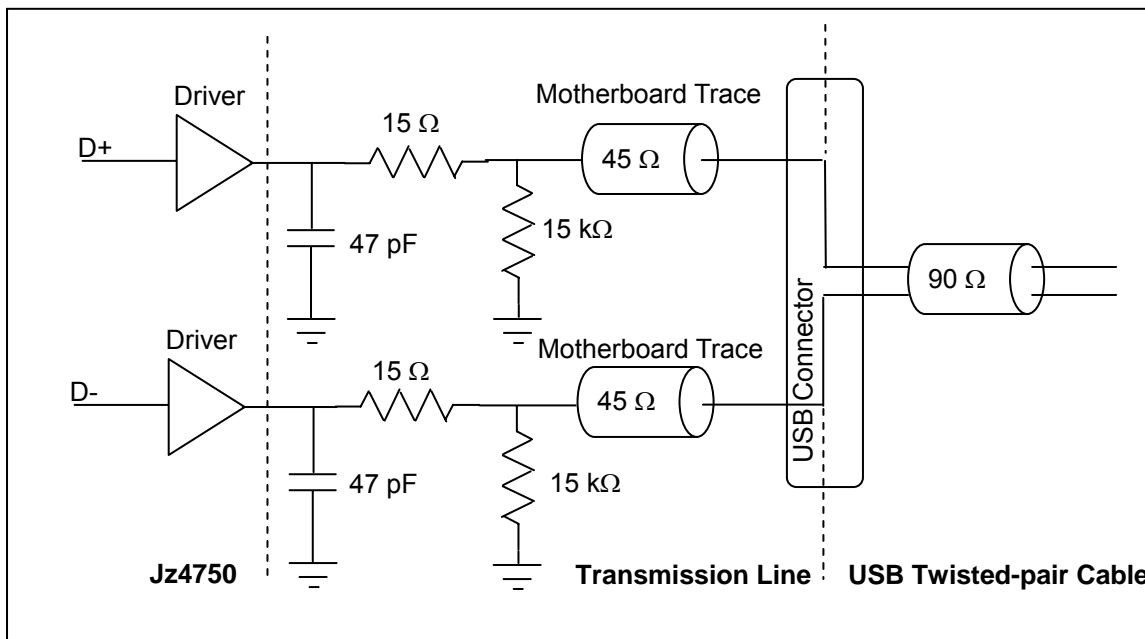 Driver
Motherboard Trace
15 Ω
D+
45 Ω
15 kΩ
47 pF
90 Ω
USB Connector
Driver
Motherboard Trace
15 Ω
D-
45 Ω
47 pF
15 kΩ
Jz4750
Transmission Line
USB Twisted-pair Cable